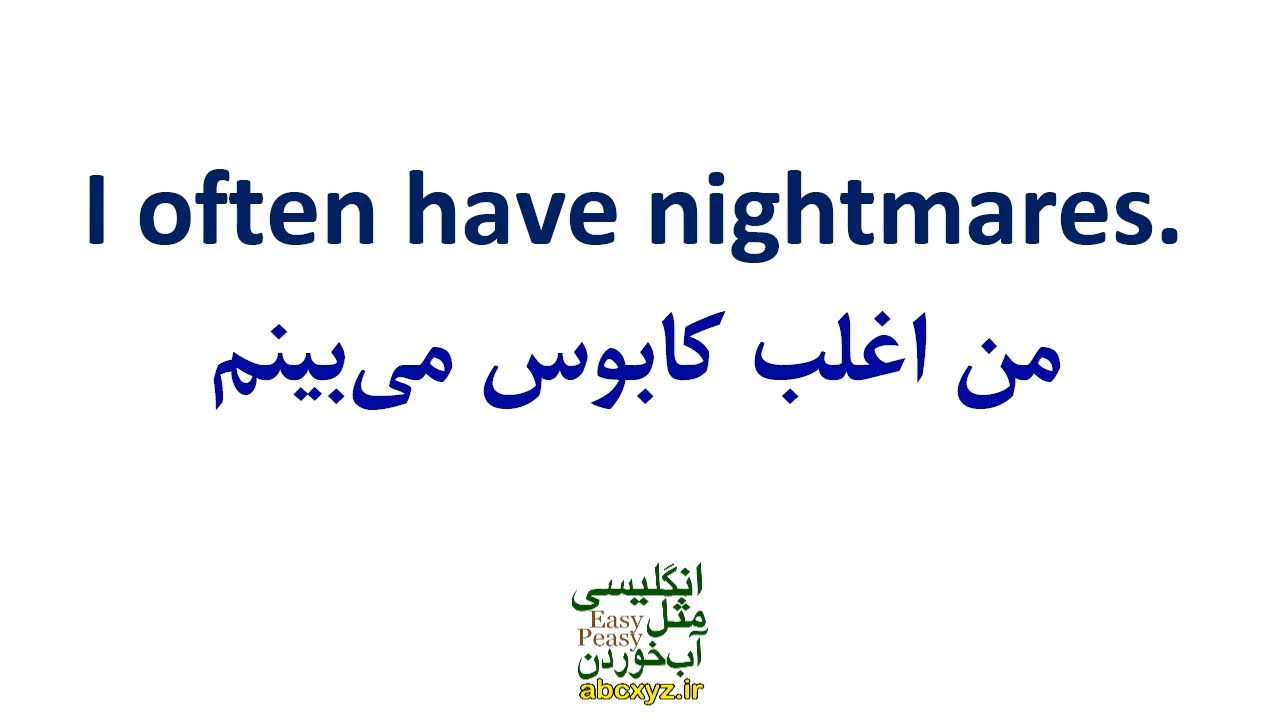 I often have nightmares.
من اغلب کابوس می‌بینم
انگلیسی
مثل
Easy
Peasy
آب‌خوردن
abcxyz.ir